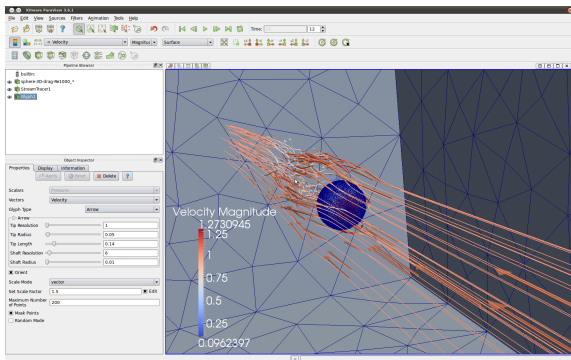 Kitware ParaView 3.6.1
File Edit View Sources Filters Animation Tools Help
Time: 12
Velocity Magnitu Surface
Pipeline Browser
builtin:
sphere-3D-drag-Re1000_*
StreamTracer1
Glyph1
Object Inspector
Properties Display Information
Apply Reset Delete ?
Scalars Pressure
Vectors Velocity
Glyph Type Arrow
Arrow
Tip Resolution 1
Tip Radius 0.05
Tip Length 0.14
Shaft Resolution 6
Shaft Radius 0.01
Orient
Scale Mode vector
Set Scale Factor 1.5 Edit
Maximum Number of Points 200
Mask Points
Random Mode
Velocity Magnitude
1.2730945
1.25
1
0.75
0.5
0.25
0.0962397